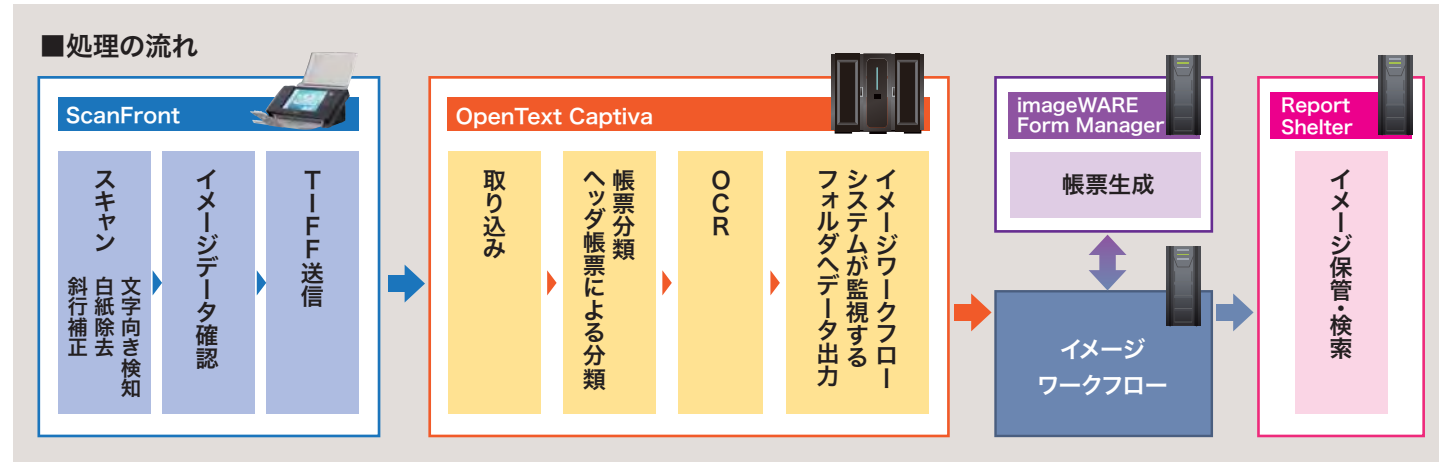 ■処理の流れ
ScanFront
スキャン
文字向き検知
白紙除去
斜行補正
イメージデータ確認
TIFF送信
OpenText Captiva
取り込み
帳票分類
ヘッダ帳票による分類
OCR
イメージワークフロー
システムが監視する
フォルダへデータ出力
imageWARE
Form Manager
帳票生成
イメージ
ワークフロー
Report
Shelter
イメージ保管・検索